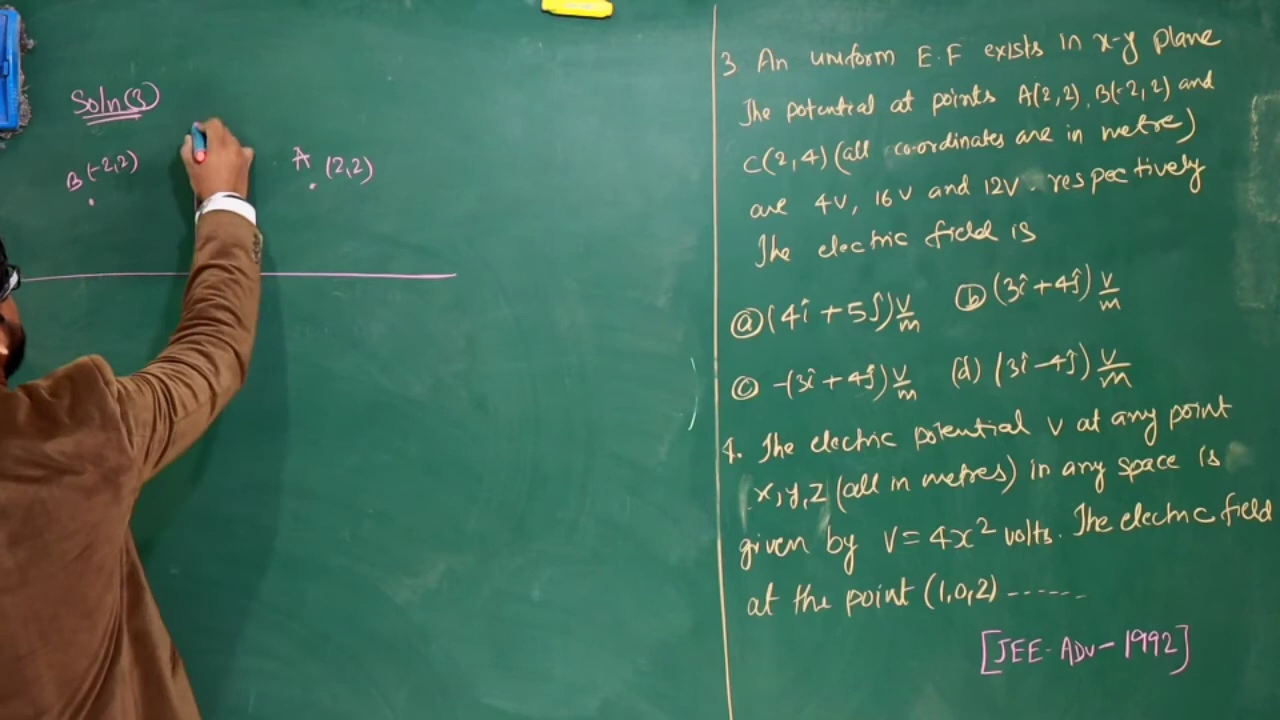 Soln(3)
B (-2,2)
A (2,2)
3 An uniform E.F exists in x-y plane
The potential at points A(2,2), B(-2,2) and
C(2,4) (all co-ordinates are in metre)
are 4V, 16V and 12V. respectively
The electric field is
(a) (4î + 5ĵ) V/m (b) (3î + 4ĵ) V/m
(c) -(3î + 4ĵ) V/m (d) (3î - 4ĵ) V/m
4. The electric potential V at any point
x,y,z (all in metres) in any space is
given by V = 4x² volts. The electric field
at the point (1,0,2) ------
[JEE-ADV-1992]